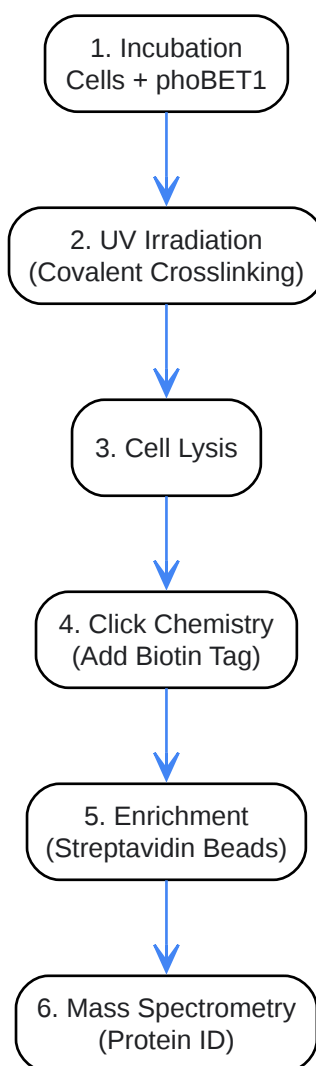 1. Incubation
Cells + phoBET1
2. UV Irradiation
(Covalent Crosslinking)
3. Cell Lysis
4. Click Chemistry
(Add Biotin Tag)
5. Enrichment
(Streptavidin Beads)
6. Mass Spectrometry
(Protein ID)